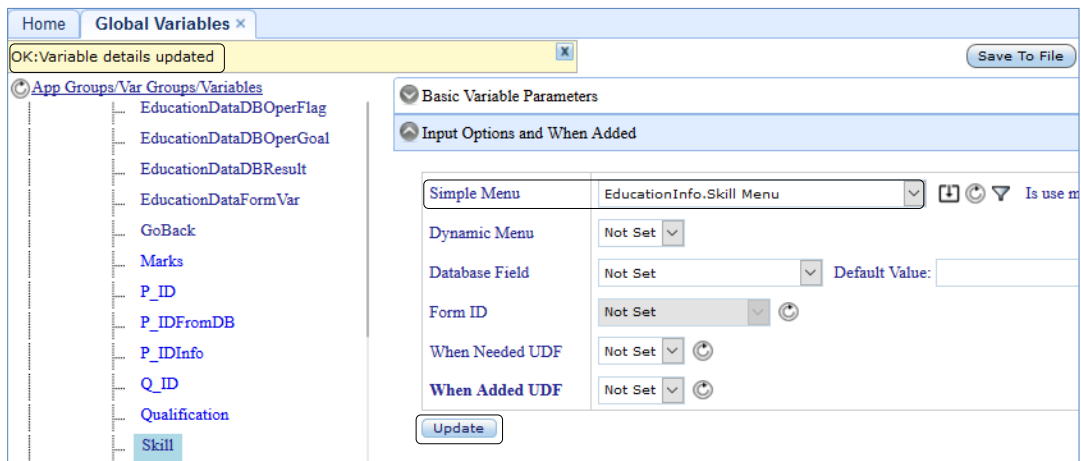 Home Global Variables ×
OK:Variable details updated X
Save To File
App Groups/Var Groups/Variables
EducationDataDBOperFlag
EducationDataDBOperGoal
EducationDataDBResult
EducationDataFormVar
GoBack
Marks
P_ID
P_IDFromDB
P_IDInfo
Q_ID
Qualification
Skill
Basic Variable Parameters
Input Options and When Added
Simple Menu EducationInfo.Skill Menu Is use m
Dynamic Menu Not Set
Database Field Not Set Default Value:
Form ID Not Set
When Needed UDF Not Set
When Added UDF Not Set
Update